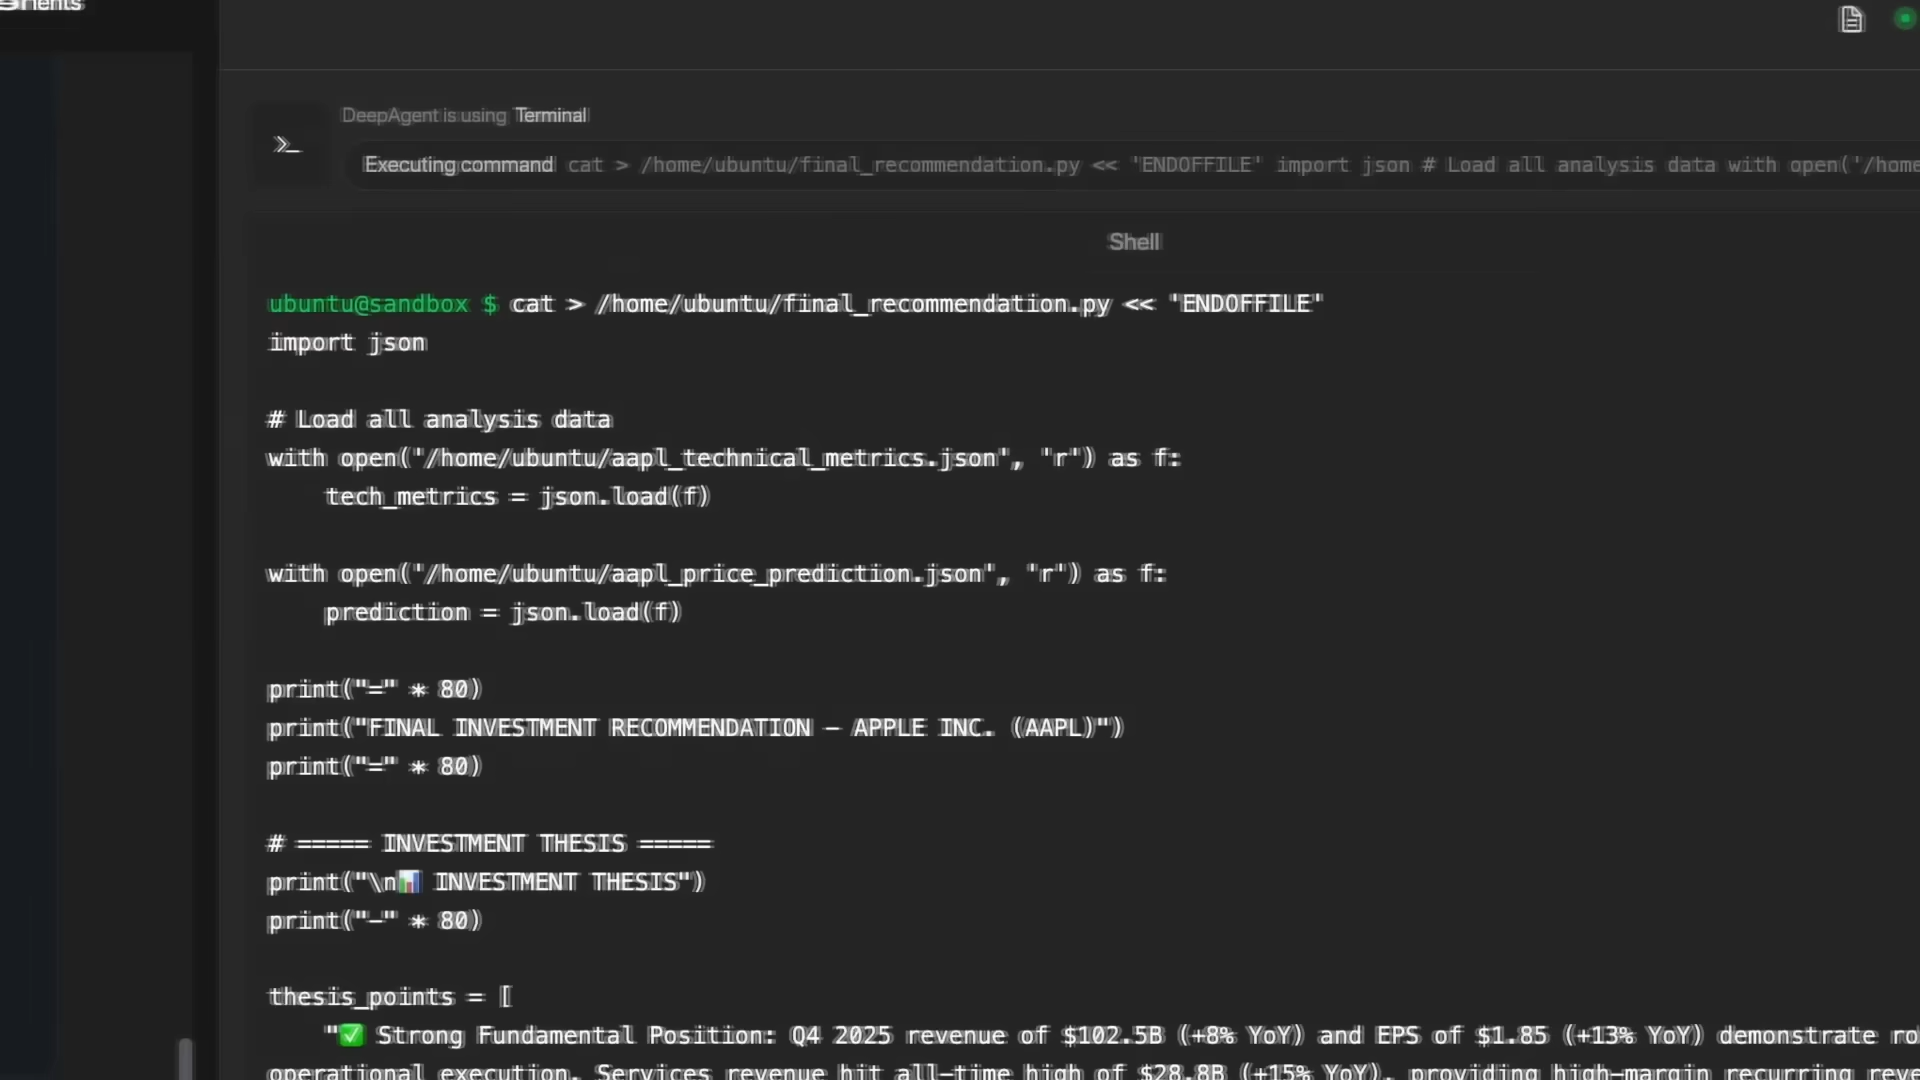 DeepAgent is using Terminal
Executing command cat > /home/ubuntu/final_recommendation.py << 'ENDOFFILE' import json # Load all analysis data with open('/home
Shell
ubuntu@sandbox $ cat > /home/ubuntu/final_recommendation.py << 'ENDOFFILE'
import json
# Load all analysis data
with open('/home/ubuntu/aapl_technical_metrics.json', 'r') as f:
tech_metrics = json.load(f)
with open('/home/ubuntu/aapl_price_prediction.json', 'r') as f:
prediction = json.load(f)
print("=" * 80)
print("FINAL INVESTMENT RECOMMENDATION – APPLE INC. (AAPL)")
print("=" * 80)
# ===== INVESTMENT THESIS =====
print("\n📊 INVESTMENT THESIS")
print("-" * 80)
thesis_points = [
"✅ Strong Fundamental Position: Q4 2025 revenue of $102.5B (+8% YoY) and EPS of $1.85 (+13% YoY) demonstrate
operational execution. Services revenue hit all-time high of $28.8B (+15% YoY), providing high-margin recurring